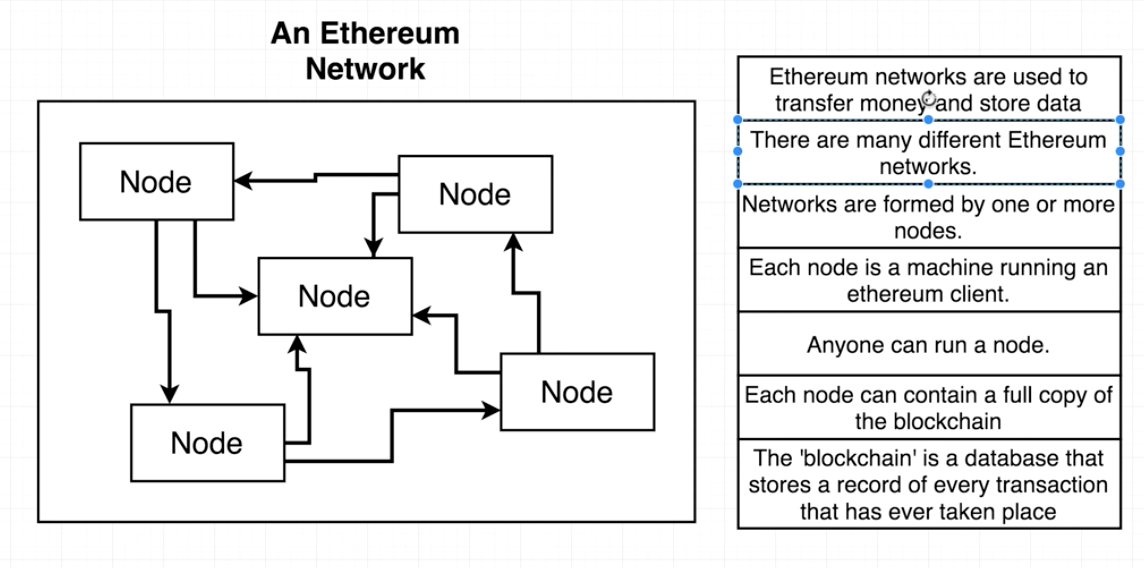 An Ethereum
Network
Node
Node
Node
Node
Node
Ethereum networks are used to
transfer money and store data
There are many different Ethereum
networks.
Networks are formed by one or more
nodes.
Each node is a machine running an
ethereum client.
Anyone can run a node.
Each node can contain a full copy of
the blockchain
The 'blockchain' is a database that
stores a record of every transaction
that has ever taken place